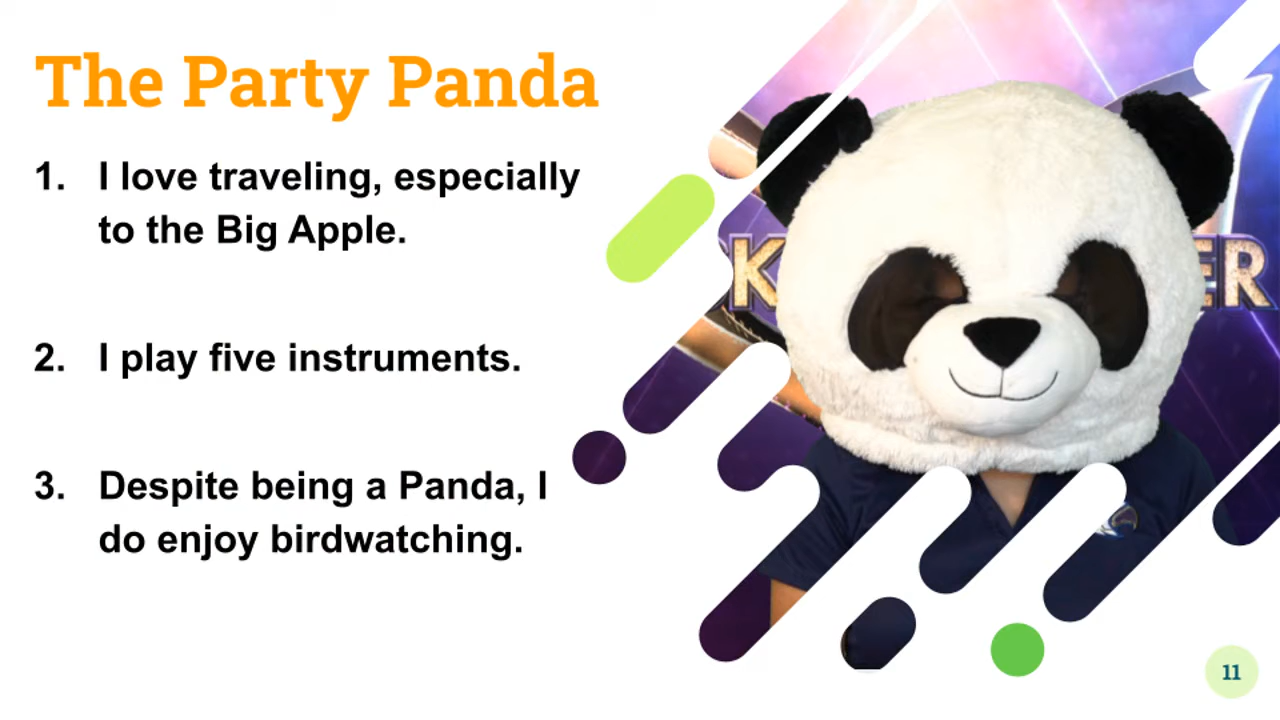 The Party Panda
1. I love traveling, especially
to the Big Apple.
2. I play five instruments.
3. Despite being a Panda, I
do enjoy birdwatching.
K
ER
11